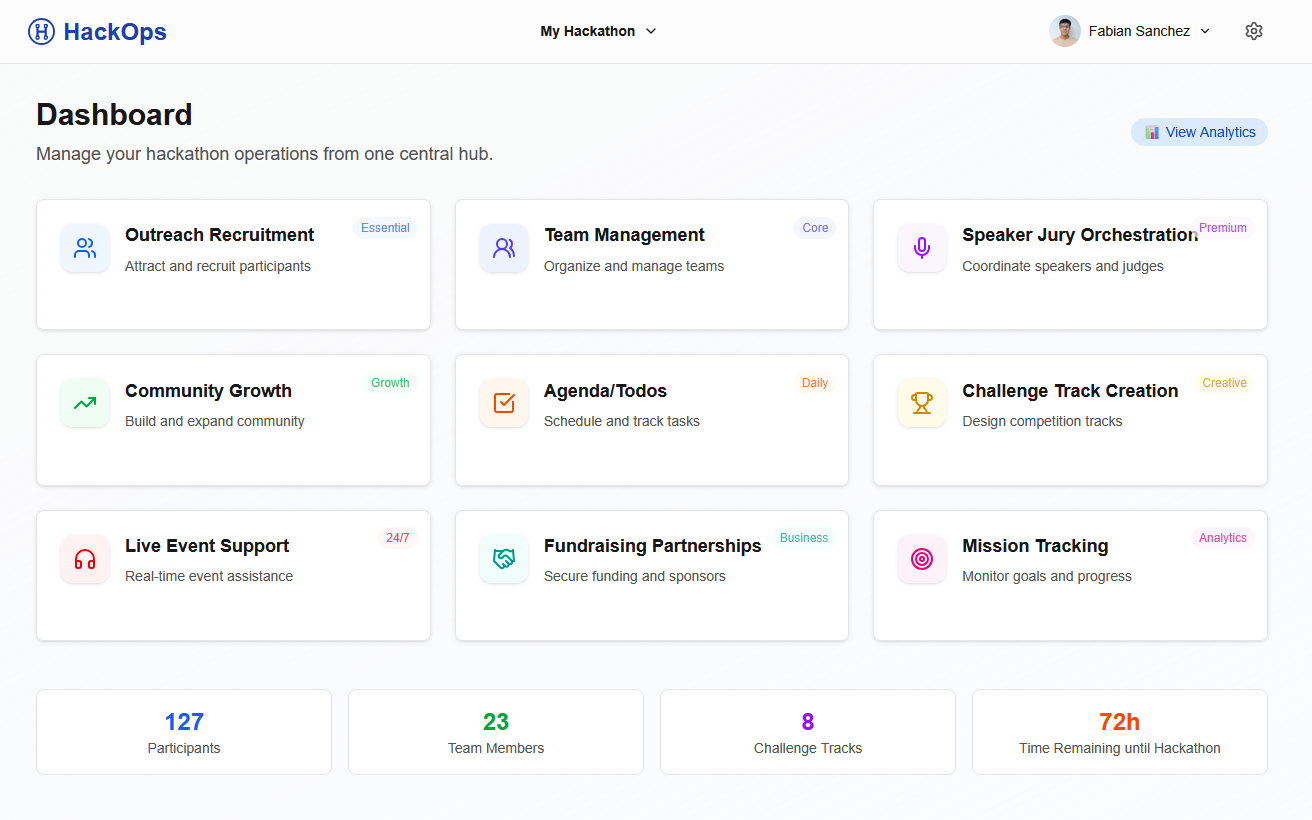 HackOps
My Hackathon
Fabian Sanchez
Dashboard
Manage your hackathon operations from one central hub.
View Analytics
Outreach Recruitment
Essential
Attract and recruit participants
Team Management
Core
Organize and manage teams
Speaker Jury Orchestration
Premium
Coordinate speakers and judges
Community Growth
Growth
Build and expand community
Agenda/Todos
Daily
Schedule and track tasks
Challenge Track Creation
Creative
Design competition tracks
Live Event Support
24/7
Real-time event assistance
Fundraising Partnerships
Business
Secure funding and sponsors
Mission Tracking
Analytics
Monitor goals and progress
127
Participants
23
Team Members
8
Challenge Tracks
72h
Time Remaining until Hackathon